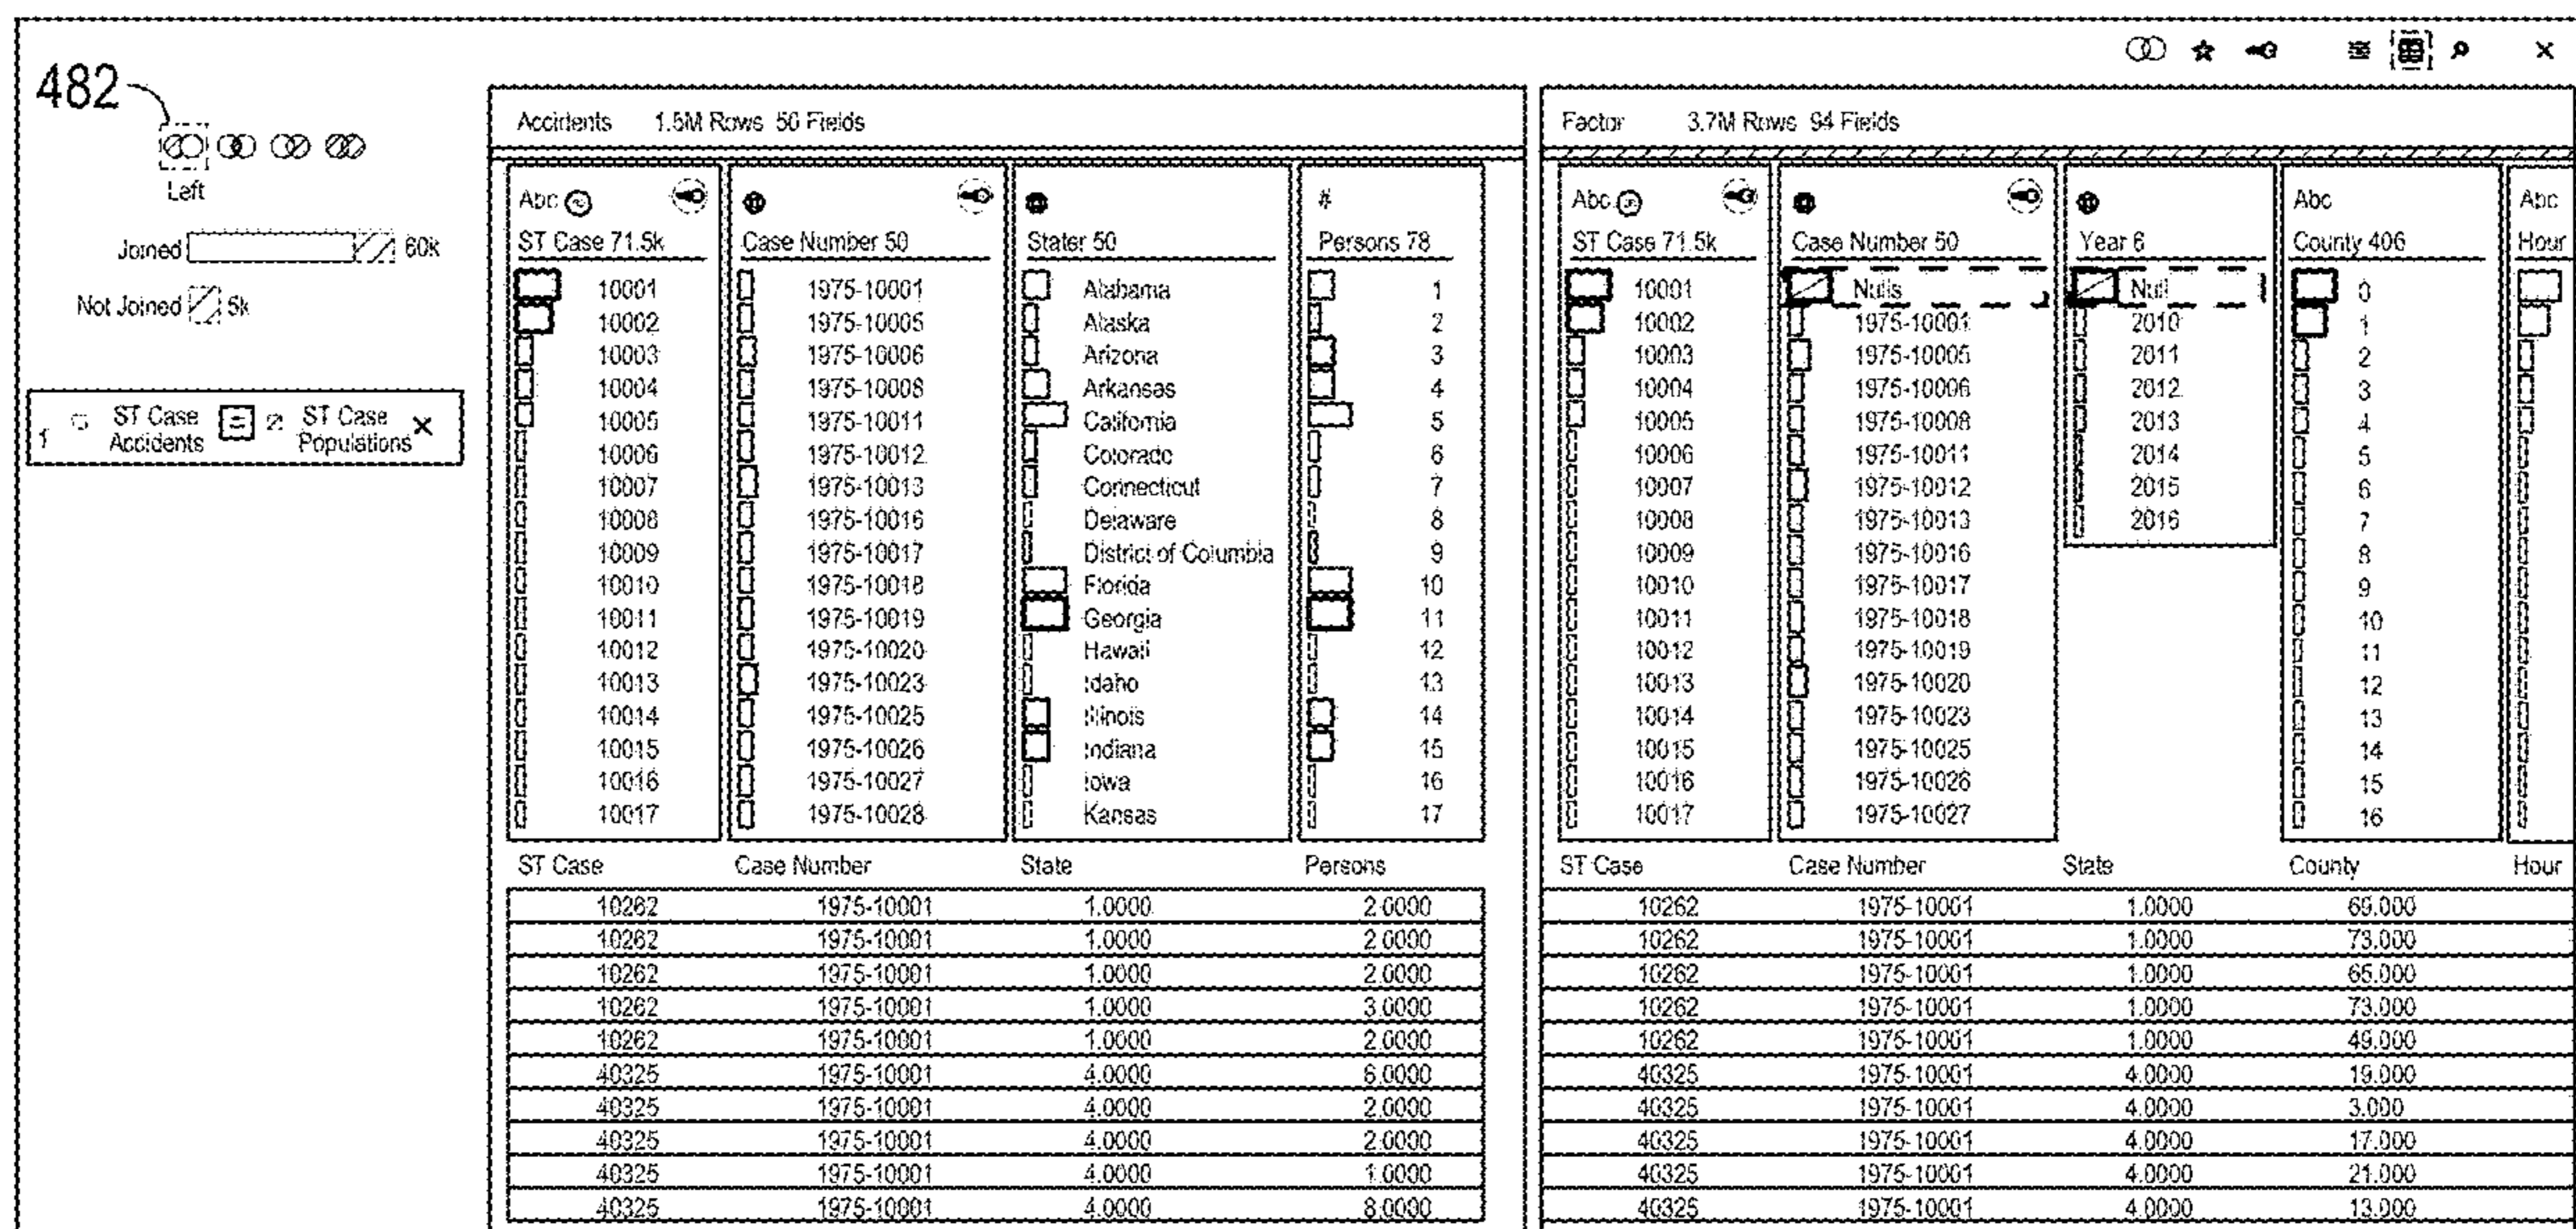 482
Left
Joined 60k
Not Joined 5k
1 ST Case Accidents = ST Case Populations X
Accidents 1.5M Rows 50 Fields
Abc
ST Case 71.5k
10001
10002
10003
10004
10005
10006
10007
10008
10009
10010
10011
10012
10013
10014
10015
10016
10017
Case Number 50
1975-10001
1975-10005
1975-10006
1975-10008
1975-10011
1975-10012
1975-10013
1975-10016
1975-10017
1975-10018
1975-10019
1975-10020
1975-10023
1975-10025
1975-10026
1975-10027
1975-10028
Stater 50
Alabama
Alaska
Arizona
Arkansas
California
Colorado
Connecticut
Delaware
District of Columbia
Florida
Georgia
Hawaii
Idaho
Illinois
Indiana
Iowa
Kansas
#
Persons 78
1
2
3
4
5
6
7
8
9
10
11
12
13
14
15
16
17
ST Case Case Number State Persons
10262 1975-10001 1.0000 2.0000
10262 1975-10001 1.0000 2.0000
10262 1975-10001 1.0000 2.0000
10262 1975-10001 1.0000 3.0000
10262 1975-10001 1.0000 2.0000
40325 1975-10001 4.0000 6.0000
40325 1975-10001 4.0000 2.0000
40325 1975-10001 4.0000 2.0000
40325 1975-10001 4.0000 1.0000
40325 1975-10001 4.0000 8.0000
Factor 3.7M Rows 94 Fields
Abc
ST Case 71.5k
10001
10002
10003
10004
10005
10006
10007
10008
10009
10010
10011
10012
10013
10014
10015
10016
10017
Case Number 50
Nulls
1975-10001
1975-10005
1975-10006
1975-10008
1975-10011
1975-10012
1975-10013
1975-10016
1975-10017
1975-10018
1975-10019
1975-10020
1975-10023
1975-10025
1975-10026
1975-10027
Year 6
Null
2010
2011
2012
2013
2014
2015
2016
Abc
County 406
0
1
2
3
4
5
6
7
8
9
10
11
12
13
14
15
16
Abc
Hour
ST Case Case Number State County Hour
10262 1975-10001 1.0000 69.000
10262 1975-10001 1.0000 73.000
10262 1975-10001 1.0000 65.000
10262 1975-10001 1.0000 73.000
10262 1975-10001 1.0000 49.000
40325 1975-10001 4.0000 19.000
40325 1975-10001 4.0000 3.000
40325 1975-10001 4.0000 17.000
40325 1975-10001 4.0000 21.000
40325 1975-10001 4.0000 13.000